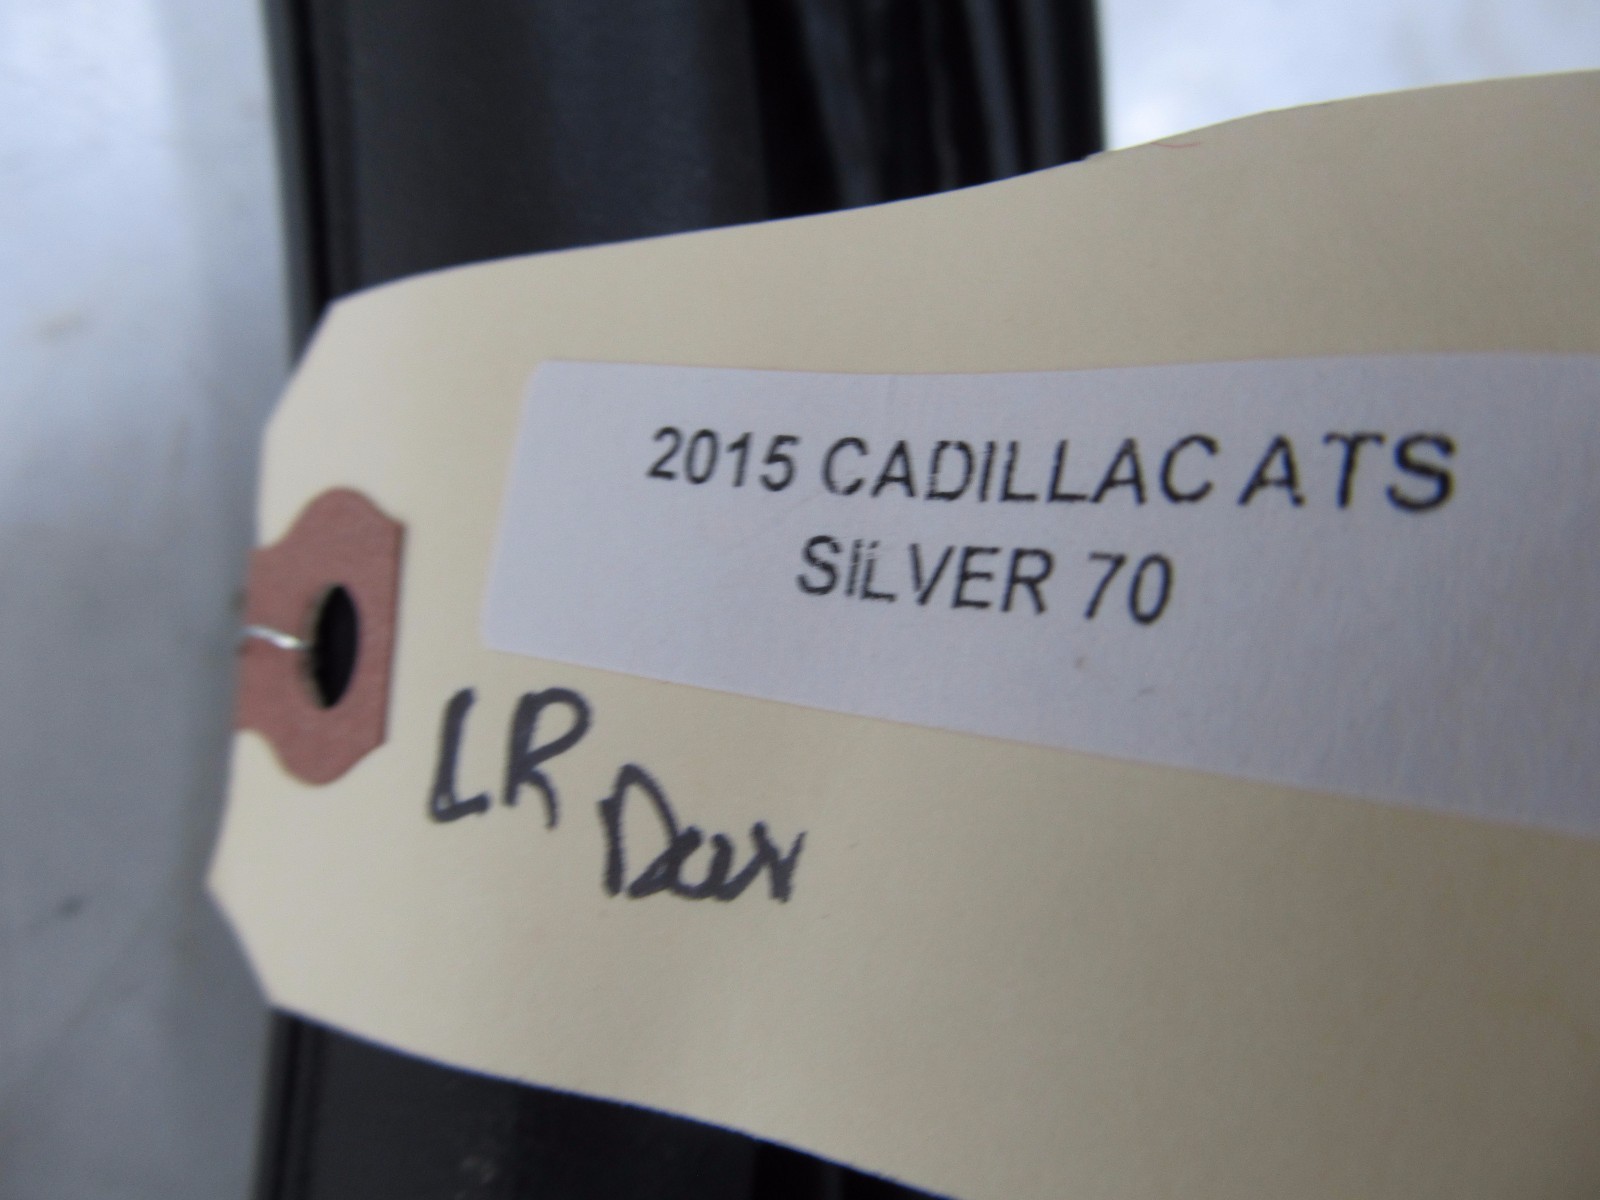 2015 CADILLAC ATS
SILVER 70
LR
Door